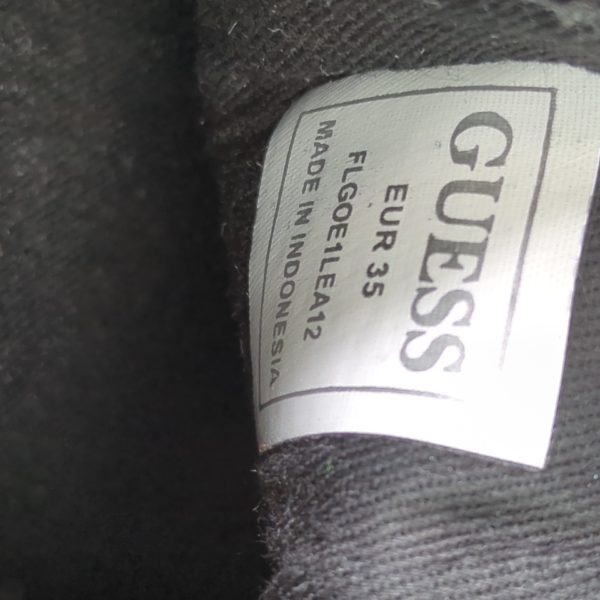 GUESS
EUR 35
FLGOE1LEA12
MADE IN INDONESIA